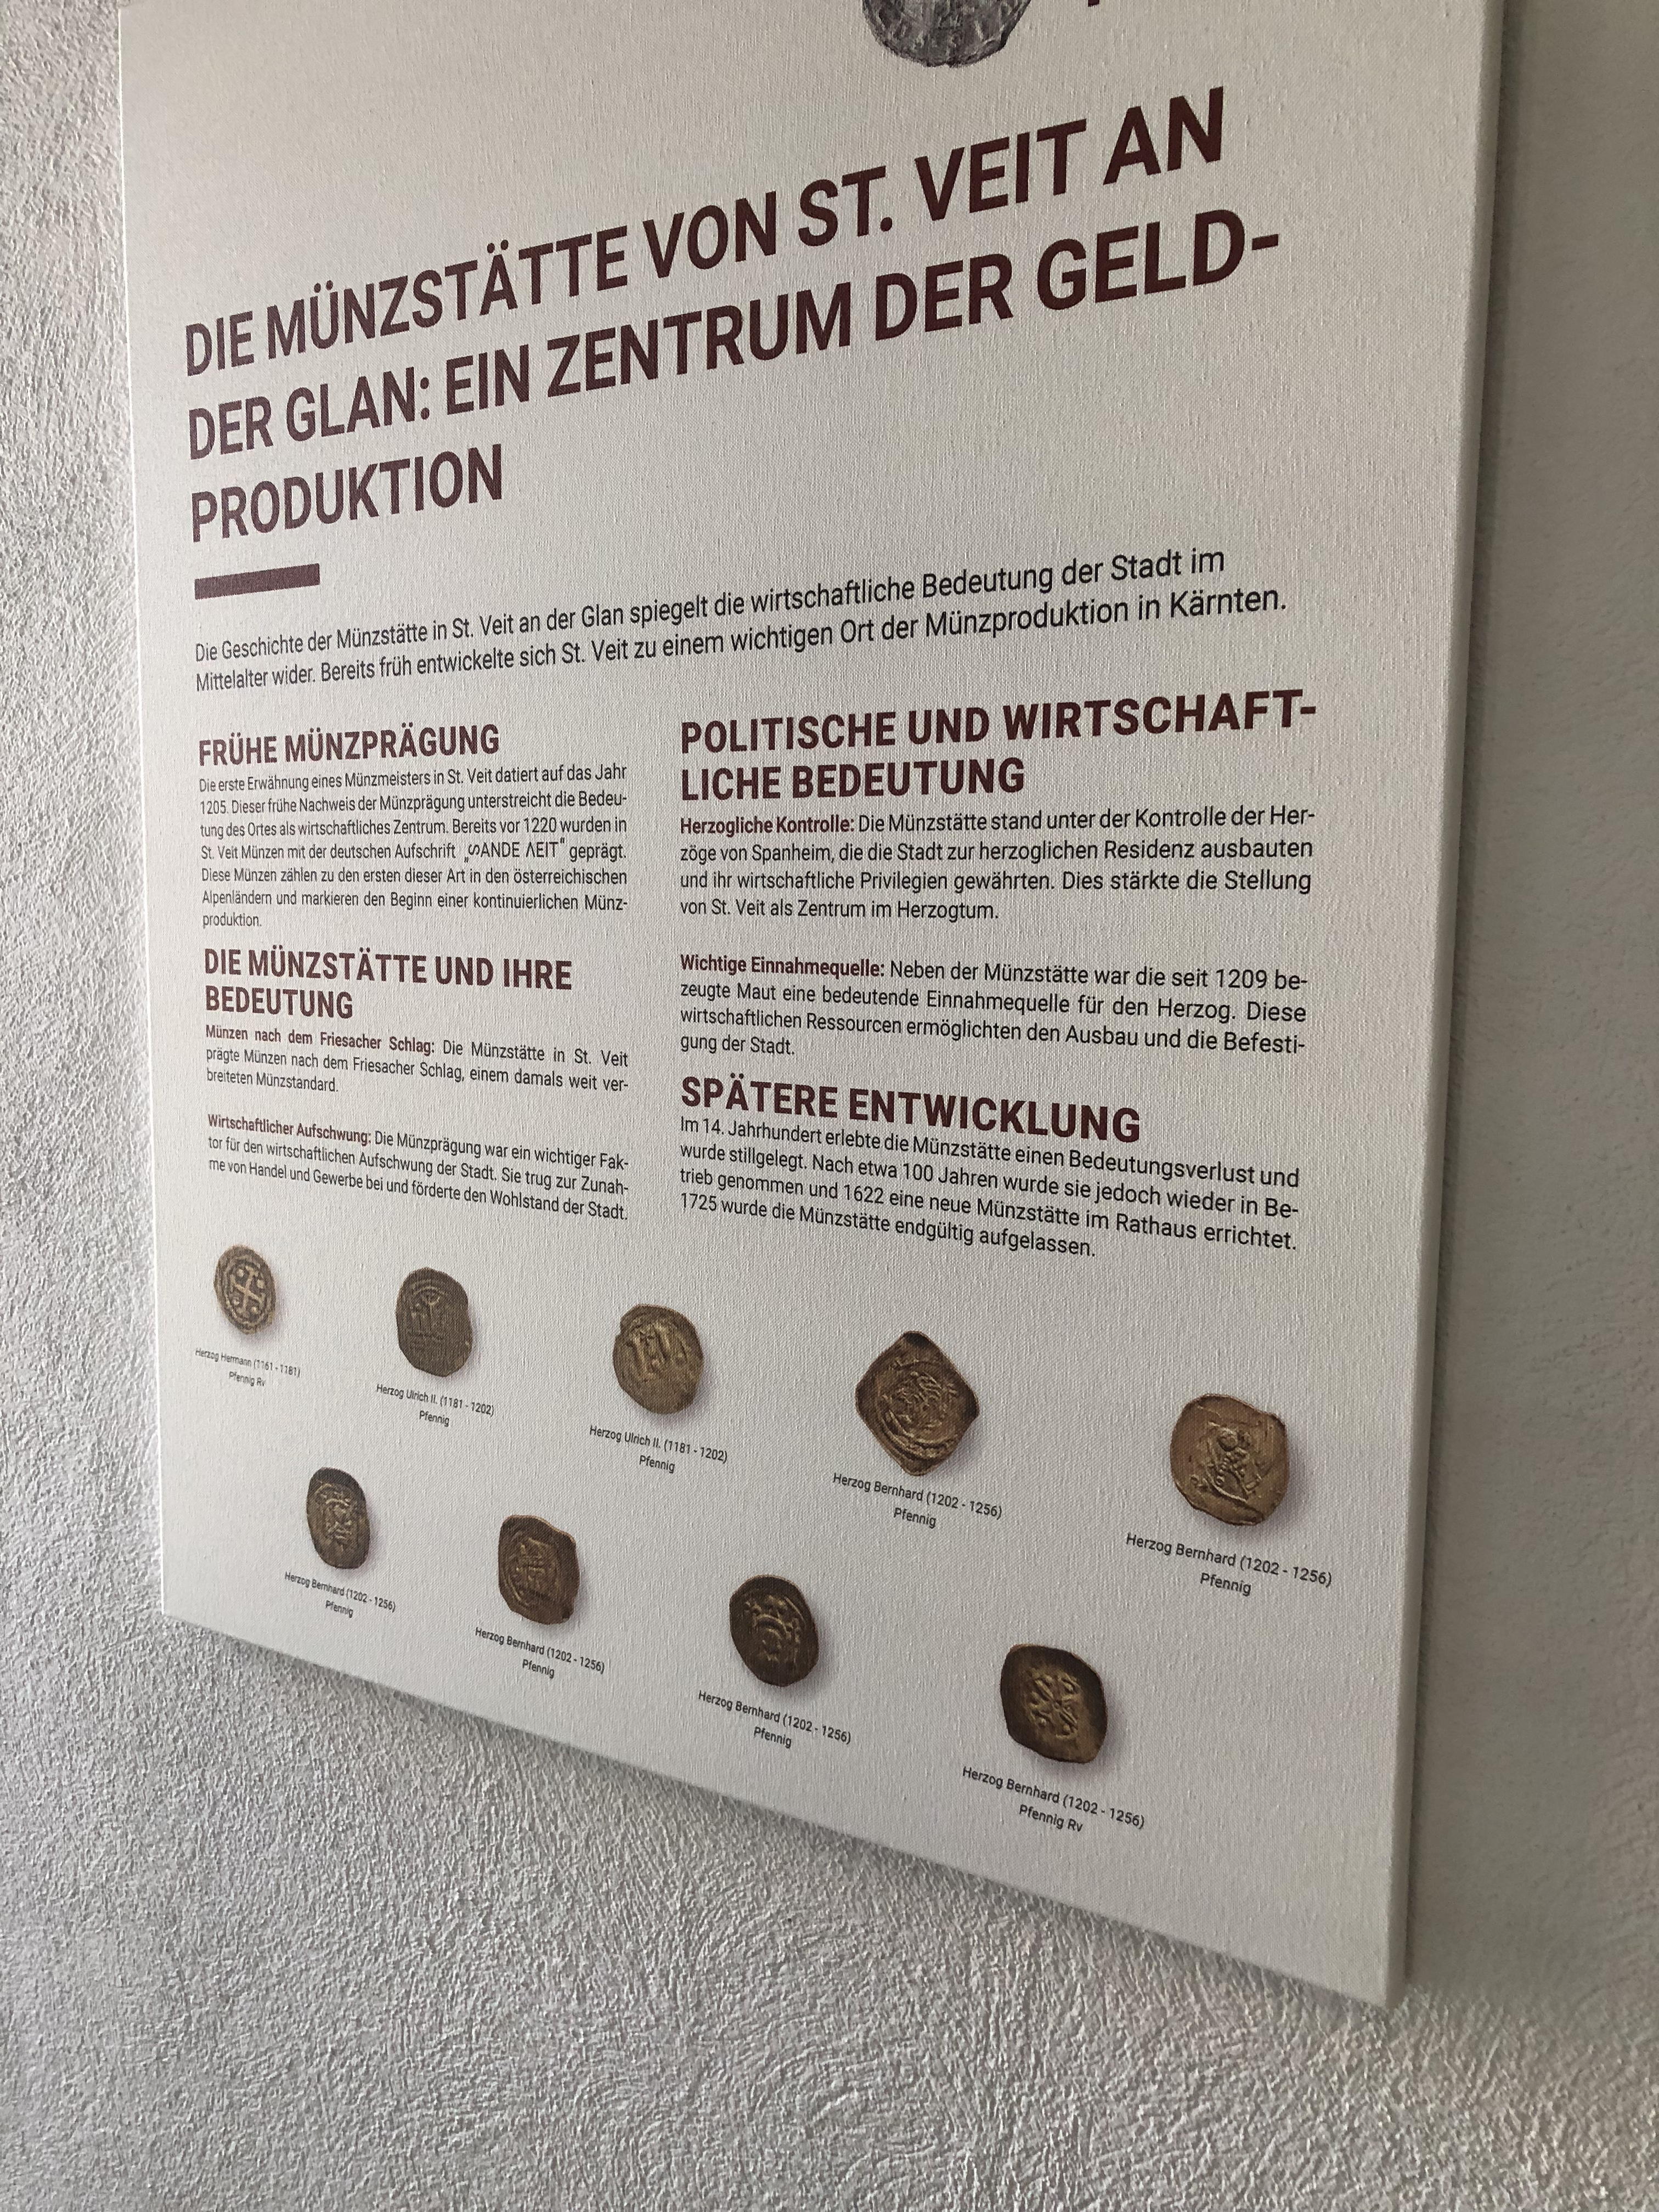 DIE MÜNZSTÄTTE VON ST. VEIT AN
DER GLAN: EIN ZENTRUM DER GELD-
PRODUKTION
Die Geschichte der Münzstätte in St. Veit an der Glan spiegelt die wirtschaftliche Bedeutung der Stadt im
Mittelalter wider. Bereits früh entwickelte sich St. Veit zu einem wichtigen Ort der Münzproduktion in Kärnten.
FRÜHE MÜNZPRÄGUNG
Die erste Erwähnung eines Münzmeisters in St. Veit datiert auf das Jahr
1205. Dieser frühe Nachweis der Münzprägung unterstreicht die Bedeu-
tung des Ortes als wirtschaftliches Zentrum. Bereits vor 1220 wurden in
St. Veit Münzen mit der deutschen Aufschrift „ᔕANDE ΛEIT" geprägt.
Diese Münzen zählen zu den ersten dieser Art in den österreichischen
Alpenländern und markieren den Beginn einer kontinuierlichen Münz-
produktion.
DIE MÜNZSTÄTTE UND IHRE
BEDEUTUNG
Münzen nach dem Friesacher Schlag: Die Münzstätte in St. Veit
prägte Münzen nach dem Friesacher Schlag, einem damals weit ver-
breiteten Münzstandard.
Wirtschaftlicher Aufschwung: Die Münzprägung war ein wichtiger Fak-
tor für den wirtschaftlichen Aufschwung der Stadt. Sie trug zur Zunah-
me von Handel und Gewerbe bei und förderte den Wohlstand der Stadt.
POLITISCHE UND WIRTSCHAFT-
LICHE BEDEUTUNG
Herzogliche Kontrolle: Die Münzstätte stand unter der Kontrolle der Her-
zöge von Spanheim, die die Stadt zur herzoglichen Residenz ausbauten
und ihr wirtschaftliche Privilegien gewährten. Dies stärkte die Stellung
von St. Veit als Zentrum im Herzogtum.
Wichtige Einnahmequelle: Neben der Münzstätte war die seit 1209 be-
zeugte Maut eine bedeutende Einnahmequelle für den Herzog. Diese
wirtschaftlichen Ressourcen ermöglichten den Ausbau und die Befesti-
gung der Stadt.
SPÄTERE ENTWICKLUNG
Im 14. Jahrhundert erlebte die Münzstätte einen Bedeutungsverlust und
wurde stillgelegt. Nach etwa 100 Jahren wurde sie jedoch wieder in Be-
trieb genommen und 1622 eine neue Münzstätte im Rathaus errichtet.
1725 wurde die Münzstätte endgültig aufgelassen.
Herzog Hermann (1161 - 1181)
Pfennig Rv
Herzog Ulrich II. (1181 - 1202)
Pfennig
Herzog Ulrich II. (1181 - 1202)
Pfennig
Herzog Bernhard (1202 - 1256)
Pfennig
Herzog Bernhard (1202 - 1256)
Pfennig
Herzog Bernhard (1202 - 1256)
Pfennig
Herzog Bernhard (1202 - 1256)
Pfennig
Herzog Bernhard (1202 - 1256)
Pfennig
Herzog Bernhard (1202 - 1256)
Pfennig Rv